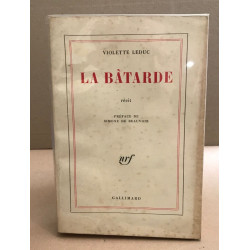 VIOLETTE LEDUC
LA BÂTARDE
récit
PRÉFACE DE
SIMONE DE BEAUVOIR
nrf
GALLIMARD